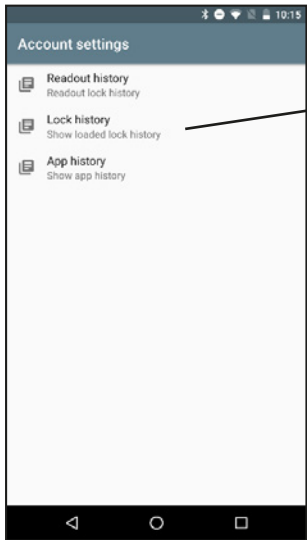 10:15
Account settings
Readout history
Readout lock history
Lock history
Show loaded lock history
App history
Show app history